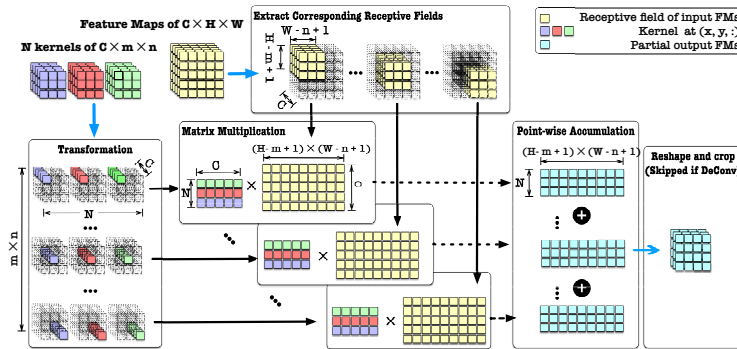 Feature Maps of C×H×W
N kernels of C×m×n
Extract Corresponding Receptive Fields
W-n+1
H-m+1
C
...
...
Receptive field of input FMs
Kernel at (x, y, :)
Partial output FMs
Transformation
C
N
m×n
...
...
Matrix Multiplication
(H-m+1)×(W-n+1)
C
N
×
C
...
×
...
×
Point-wise Accumulation
(H-m+1)×(W-n+1)
N
+
...
+
...
Reshape and crop
(Skipped if DeConv)